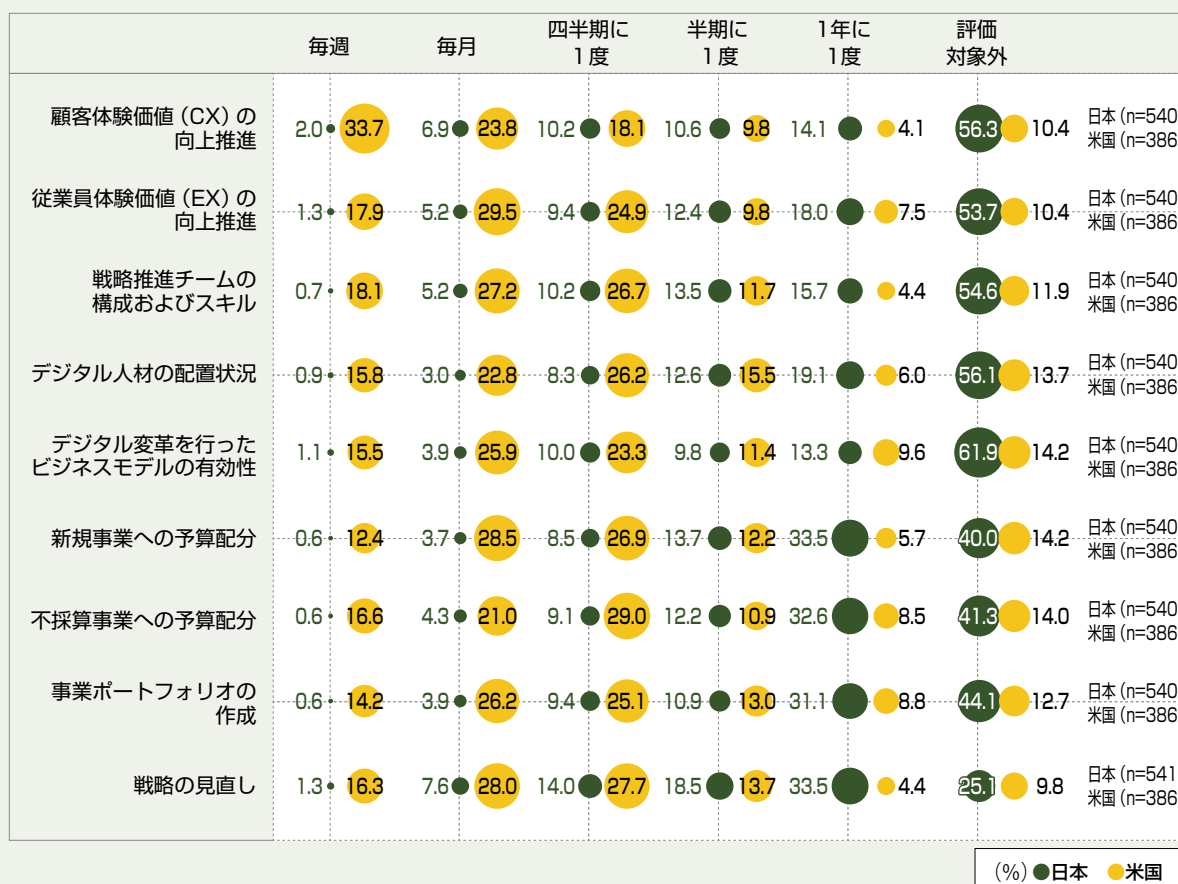 毎週 毎月 四半期に1度 半期に1度 1年に1度 評価対象外
顧客体験価値（CX）の
向上推進
2.0 33.7 6.9 23.8 10.2 18.1 10.6 9.8 14.1 4.1 56.3 10.4
日本（n=540
米国（n=386
従業員体験価値（EX）の
向上推進
1.3 17.9 5.2 29.5 9.4 24.9 12.4 9.8 18.0 7.5 53.7 10.4
日本（n=540
米国（n=386
戦略推進チームの
構成およびスキル
0.7 18.1 5.2 27.2 10.2 26.7 13.5 11.7 15.7 4.4 54.6 11.9
日本（n=540
米国（n=386
デジタル人材の配置状況
0.9 15.8 3.0 22.8 8.3 26.2 12.6 15.5 19.1 6.0 56.1 13.7
日本（n=540
米国（n=386
デジタル変革を行った
ビジネスモデルの有効性
1.1 15.5 3.9 25.9 10.0 23.3 9.8 11.4 13.3 9.6 61.9 14.2
日本（n=540
米国（n=386
新規事業への予算配分
0.6 12.4 3.7 28.5 8.5 26.9 13.7 12.2 33.5 5.7 40.0 14.2
日本（n=540
米国（n=386
不採算事業への予算配分
0.6 16.6 4.3 21.0 9.1 29.0 12.2 10.9 32.6 8.5 41.3 14.0
日本（n=540
米国（n=386
事業ポートフォリオの
作成
0.6 14.2 3.9 26.2 9.4 25.1 10.9 13.0 31.1 8.8 44.1 12.7
日本（n=540
米国（n=386
戦略の見直し
1.3 16.3 7.6 28.0 14.0 27.7 18.5 13.7 33.5 4.4 25.1 9.8
日本（n=541
米国（n=386
（%） 日本 米国